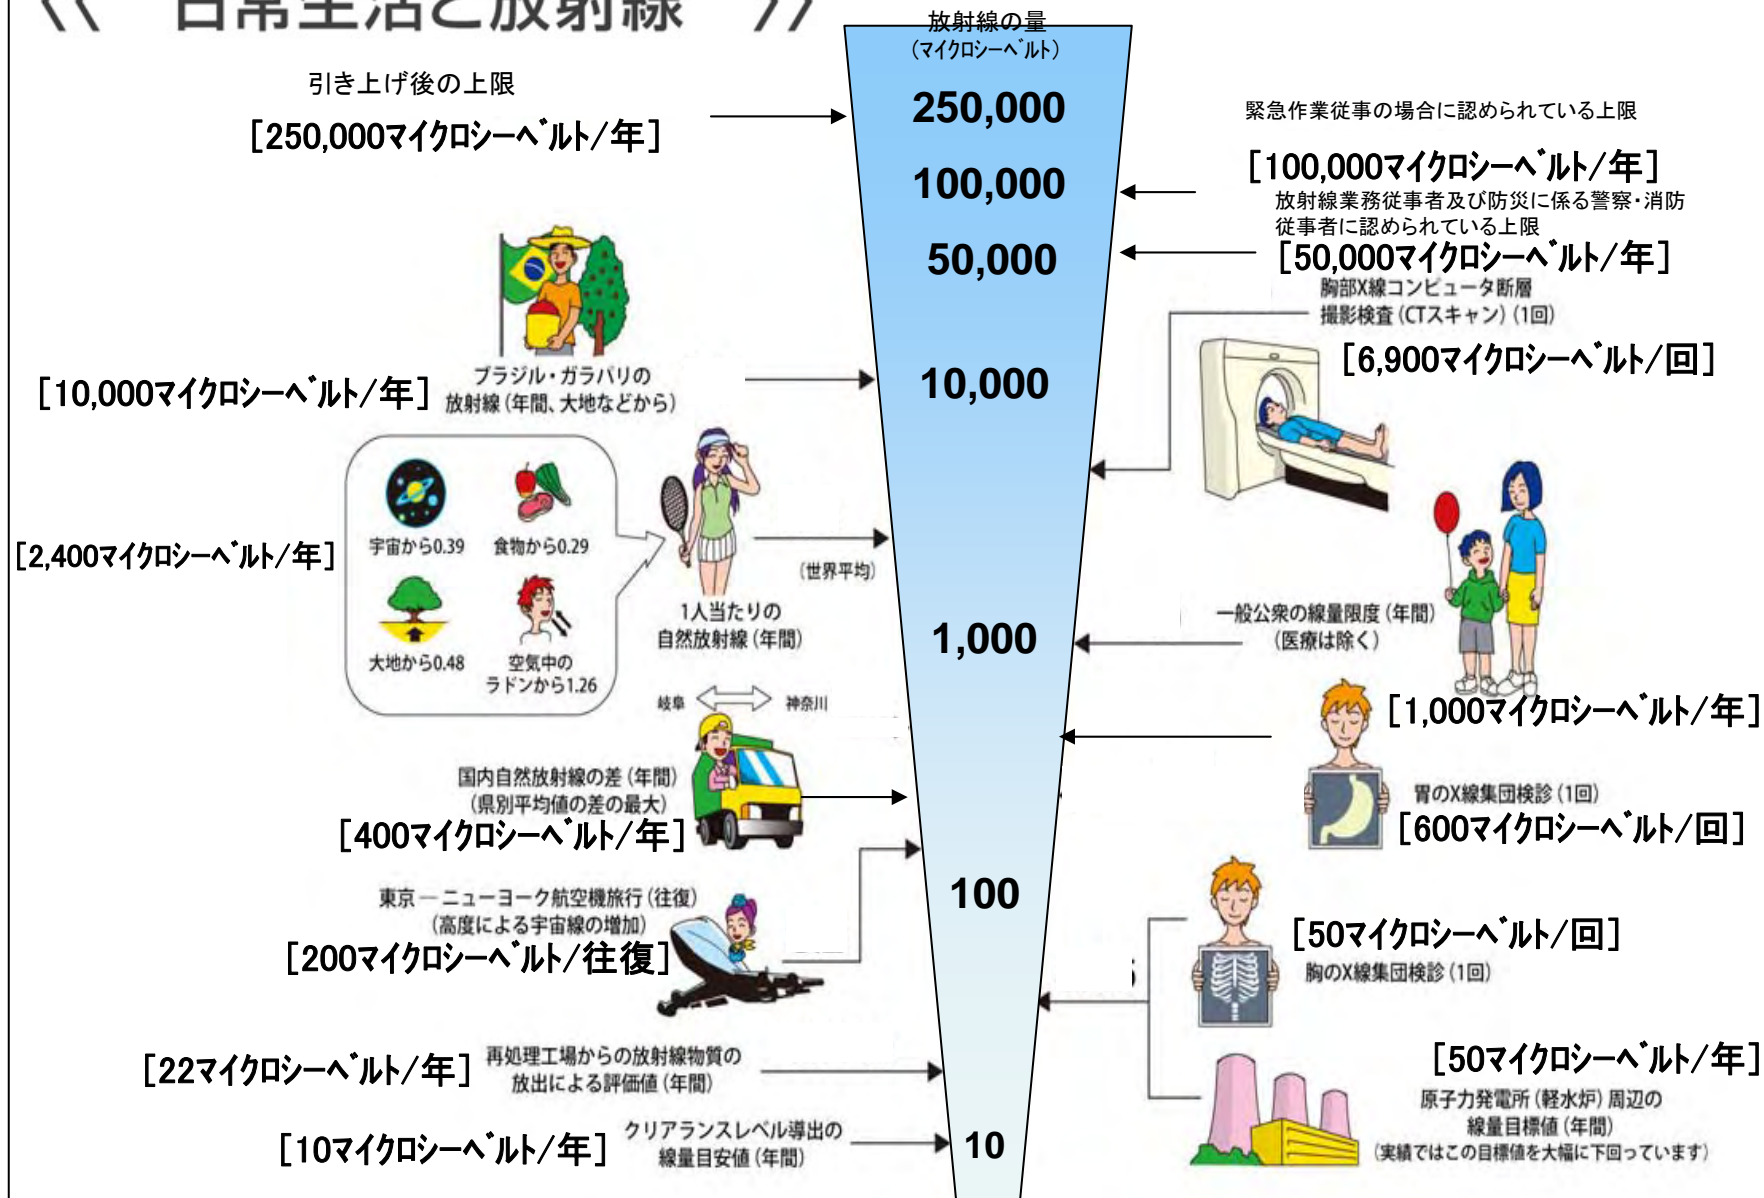 《 日常生活と放射線 》
放射線の量
(マイクロシーベルト)
引き上げ後の上限
[250,000マイクロシーベルト/年]
250,000
緊急作業従事の場合に認められている上限
[100,000マイクロシーベルト/年]
100,000
放射線業務従事者及び防災に係る警察・消防
従事者に認められている上限
[50,000マイクロシーベルト/年]
50,000
胸部X線コンピュータ断層
撮影検査(CTスキャン)(1回)
[6,900マイクロシーベルト/回]
ブラジル・ガラパリの
放射線(年間、大地などから)
[10,000マイクロシーベルト/年]
10,000
宇宙から0.39
食物から0.29
[2,400マイクロシーベルト/年]
大地から0.48
空気中の
ラドンから1.26
(世界平均)
1人当たりの
自然放射線(年間)
1,000
一般公衆の線量限度(年間)
(医療は除く)
[1,000マイクロシーベルト/年]
岐阜
神奈川
国内自然放射線の差(年間)
(県別平均値の差の最大)
[400マイクロシーベルト/年]
胃のX線集団検診(1回)
[600マイクロシーベルト/回]
東京―ニューヨーク航空機旅行(往復)
(高度による宇宙線の増加)
[200マイクロシーベルト/往復]
100
[50マイクロシーベルト/回]
胸のX線集団検診(1回)
[22マイクロシーベルト/年]
再処理工場からの放射線物質の
放出による評価値(年間)
[50マイクロシーベルト/年]
原子力発電所(軽水炉)周辺の
線量目標値(年間)
(実績ではこの目標値を大幅に下回っています)
[10マイクロシーベルト/年]
クリアランスレベル導出の
線量目安値(年間)
10